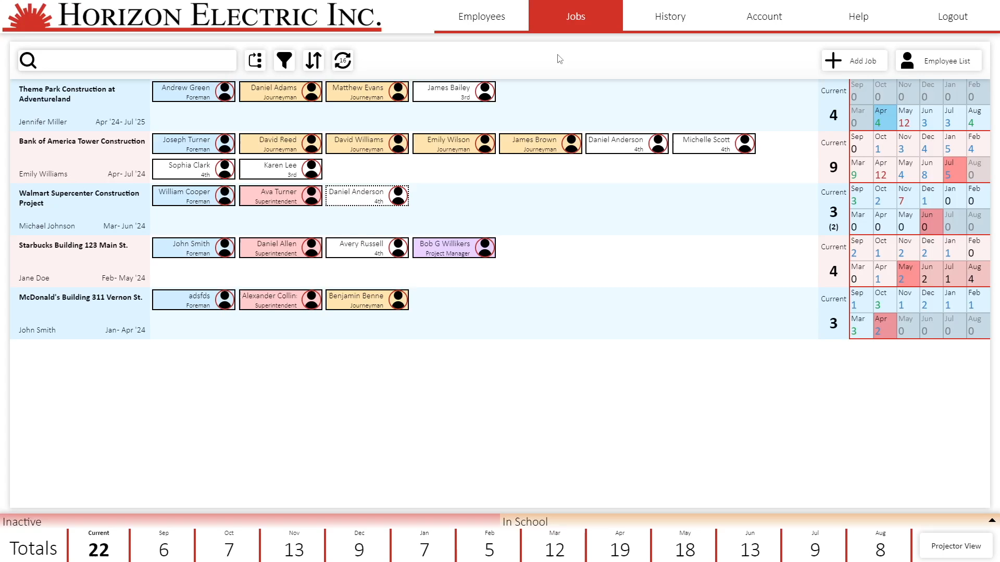 HORIZON ELECTRIC INC.
Employees Jobs History Account Help Logout
16
Add Job Employee List
Theme Park Construction at Adventureland
Jennifer Miller Apr '24- Jul '25
Andrew Green Foreman
Daniel Adams Journeyman
Matthew Evans Journeyman
James Bailey 3rd
Current 4
Sep Oct Nov Dec Jan Feb
0 0 0 0 0 0
Mar Apr May Jun Jul Aug
0 4 12 3 3 4
Bank of America Tower Construction
Emily Williams Apr- Jul '24
Joseph Turner Foreman
David Reed Journeyman
David Williams Journeyman
Emily Wilson Journeyman
James Brown Journeyman
Daniel Anderson 4th
Michelle Scott 4th
Sophia Clark 4th
Karen Lee 3rd
Current 9
Sep Oct Nov Dec Jan Feb
0 1 3 4 5 4
Mar Apr May Jun Jul Aug
9 12 4 8 5 0
Walmart Supercenter Construction Project
Michael Johnson Mar- Jun '24
William Cooper Foreman
Ava Turner Superintendent
Daniel Anderson 4th
Current 3 (2)
Sep Oct Nov Dec Jan Feb
3 2 7 1 0 0
Mar Apr May Jun Jul Aug
0 0 0 0 0 0
Starbucks Building 123 Main St.
Jane Doe Feb- May '24
John Smith Foreman
Daniel Allen Superintendent
Avery Russell 4th
Bob G Willikers Project Manager
Current 4
Sep Oct Nov Dec Jan Feb
2 1 2 2 1 0
Mar Apr May Jun Jul Aug
0 1 2 2 1 4
McDonald's Building 311 Vernon St.
John Smith Jan- Apr '24
adsfds Foreman
Alexander Collin Superintendent
Benjamin Benne Journeyman
Current 3
Sep Oct Nov Dec Jan Feb
1 3 1 2 1 1
Mar Apr May Jun Jul Aug
3 2 0 0 0 0
Inactive In School
Current Sep Oct Nov Dec Jan Feb Mar Apr May Jun Jul Aug
Totals 22 6 7 13 9 7 5 12 19 18 13 9 8
Projector View